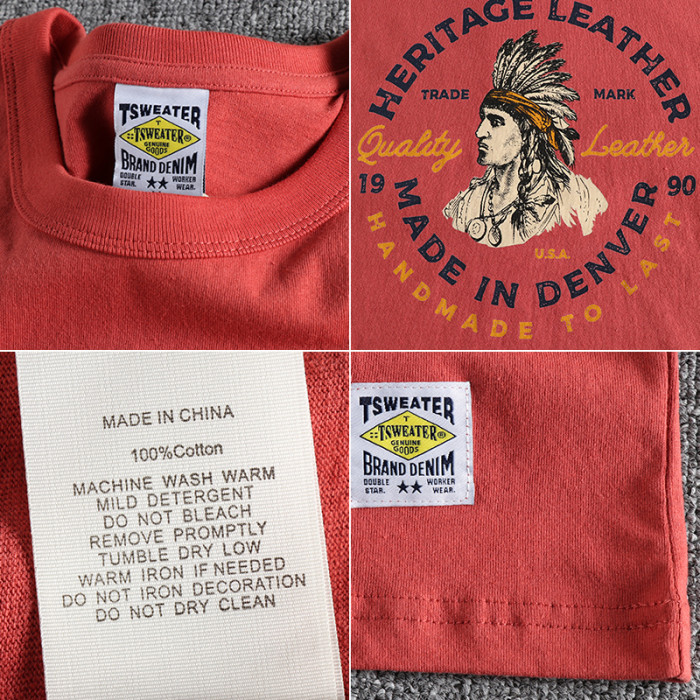 TSWEATER
T
::TSWEATER®
GENUINE
GOODS
BRAND DENIM
DOUBLE WORKER
STAR. ★★ WEAR.
HERITAGE LEATHER
TRADE MARK
Quality Leather
19 90
MADE IN DENVER
U.S.A.
HANDMADE TO LAST
MADE IN CHINA
100%Cotton
MACHINE WASH WARM
MILD DETERGENT
DO NOT BLEACH
REMOVE PROMPTLY
TUMBLE DRY LOW
WARM IRON IF NEEDED
DO NOT IRON DECORATION
DO NOT DRY CLEAN
TSWEATER
T
::TSWEATER®
GENUINE
GOODS
BRAND DENIM
DOUBLE WORKER
STAR. ★★ WEAR.